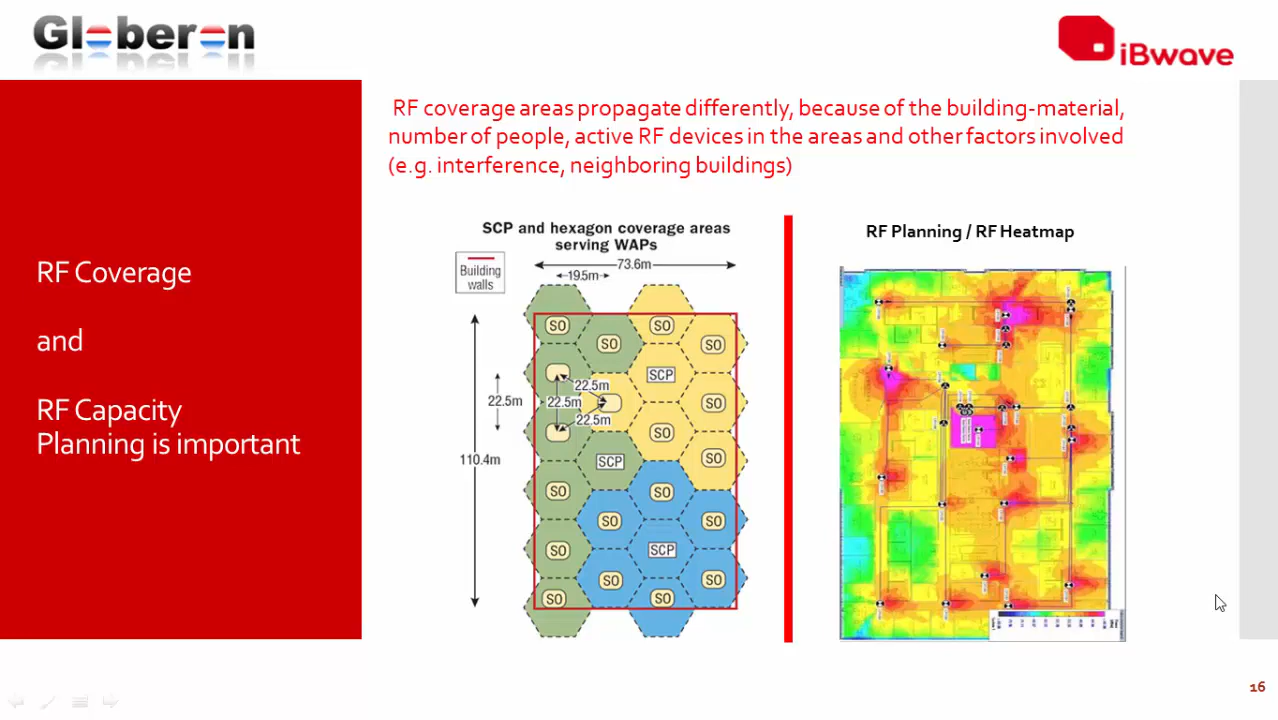 Globeron
iBwave
RF coverage areas propagate differently, because of the building-material,
number of people, active RF devices in the areas and other factors involved
(e.g. interference, neighboring buildings)
RF Coverage
and
RF Capacity
Planning is important
SCP and hexagon coverage areas
serving WAPs
Building
walls
73.6m
19.5m
SO
SO
SO
SO
SCP
22.5m
22.5m
22.5m
22.5m
SO
SO
110.4m
SCP
SO
SO
SO
SO
SO
SO
SCP
SO
SO
SO
SO
RF Planning / RF Heatmap
16